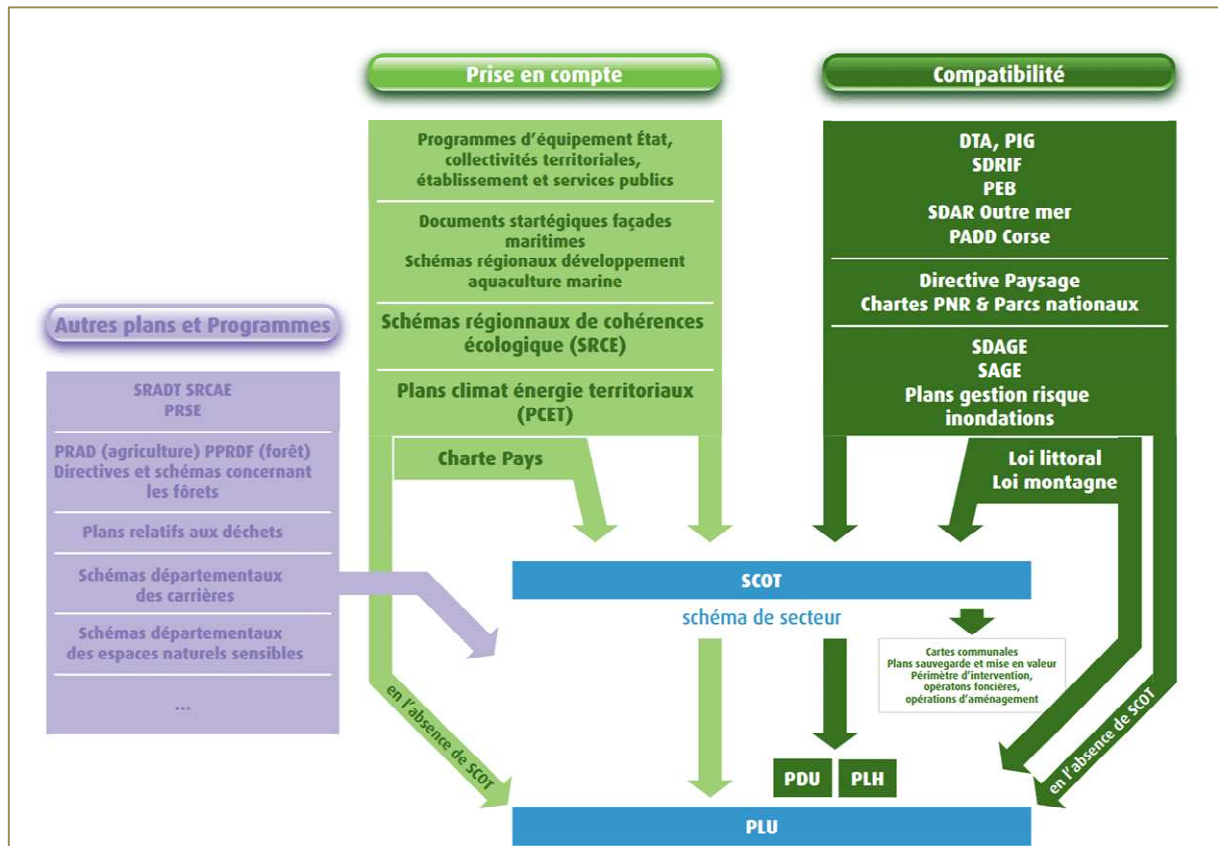 Prise en compte
Programmes d'équipement État,
collectivités territoriales,
établissement et services publics
Documents startégiques façades
maritimes
Schémas régionaux développement
aquaculture marine
Schémas régionnaux de cohérences
écologique (SRCE)
Plans climat énergie territoriaux
(PCET)
Charte Pays
Compatibilité
DTA, PIG
SDRIF
PEB
SDAR Outre mer
PADD Corse
Directive Paysage
Chartes PNR & Parcs nationaux
SDAGE
SAGE
Plans gestion risque
inondations
Loi littoral
Loi montagne
Autres plans et Programmes
SRADT SRCAE
PRSE
PRAD (agriculture) PPRDF (forêt)
Directives et schémas concernant
les fôrets
Plans relatifs aux déchets
Schémas départementaux
des carrières
Schémas départementaux
des espaces naturels sensibles
...
SCOT
schéma de secteur
Cartes communales
Plans sauvegarde et mise en valeur
Périmètre d'intervention,
opératons foncières,
opérations d'aménagement
en l'absence de SCOT
en l'absence de SCOT
PDU
PLH
PLU